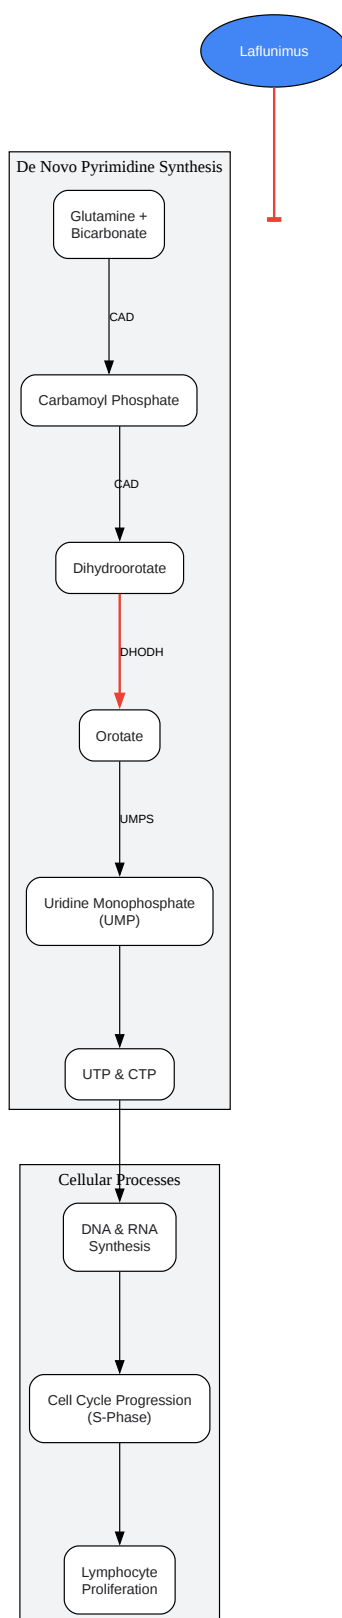 Laflunimus
De Novo Pyrimidine Synthesis
Glutamine +
Bicarbonate
CAD
Carbamoyl Phosphate
CAD
Dihydroorotate
DHODH
Orotate
UMPS
Uridine Monophosphate
(UMP)
UTP & CTP
Cellular Processes
DNA & RNA
Synthesis
Cell Cycle Progression
(S-Phase)
Lymphocyte
Proliferation